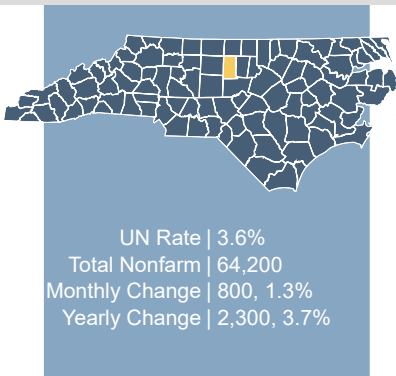 UN Rate | 3.6%
Total Nonfarm | 64,200
Monthly Change | 800, 1.3%
Yearly Change | 2,300, 3.7%